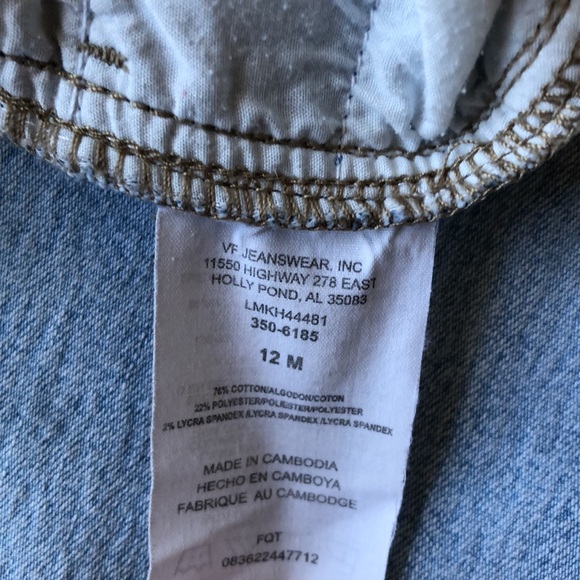 VF JEANSWEAR, INC
11550 HIGHWAY 278 EAST
HOLLY POND, AL 35083
LMKH44481
350-6185
12 M
76% COTTON/ALGODON/COTON
22% POLYESTER/POLIESTER/POLYESTER
2% LYCRA SPANDEX /LYCRA SPANDEX /LYCRA SPANDEX
MADE IN CAMBODIA
HECHO EN CAMBOYA
FABRIQUE AU CAMBODGE
FQT
083622447712